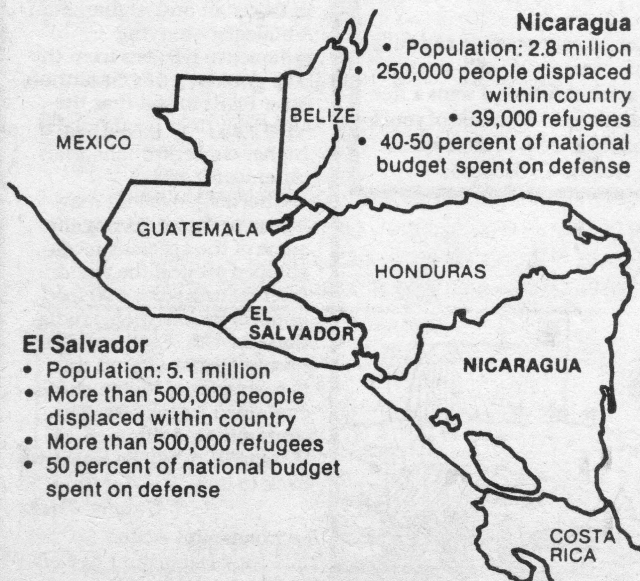 Nicaragua
• Population: 2.8 million
• 250,000 people displaced
within country
• 39,000 refugees
• 40-50 percent of national
budget spent on defense
BELIZE
MEXICO
GUATEMALA
HONDURAS
EL
SALVADOR
NICARAGUA
El Salvador
• Population: 5.1 million
• More than 500,000 people
displaced within country
• More than 500,000 refugees
• 50 percent of national budget
spent on defense
COSTA
RICA